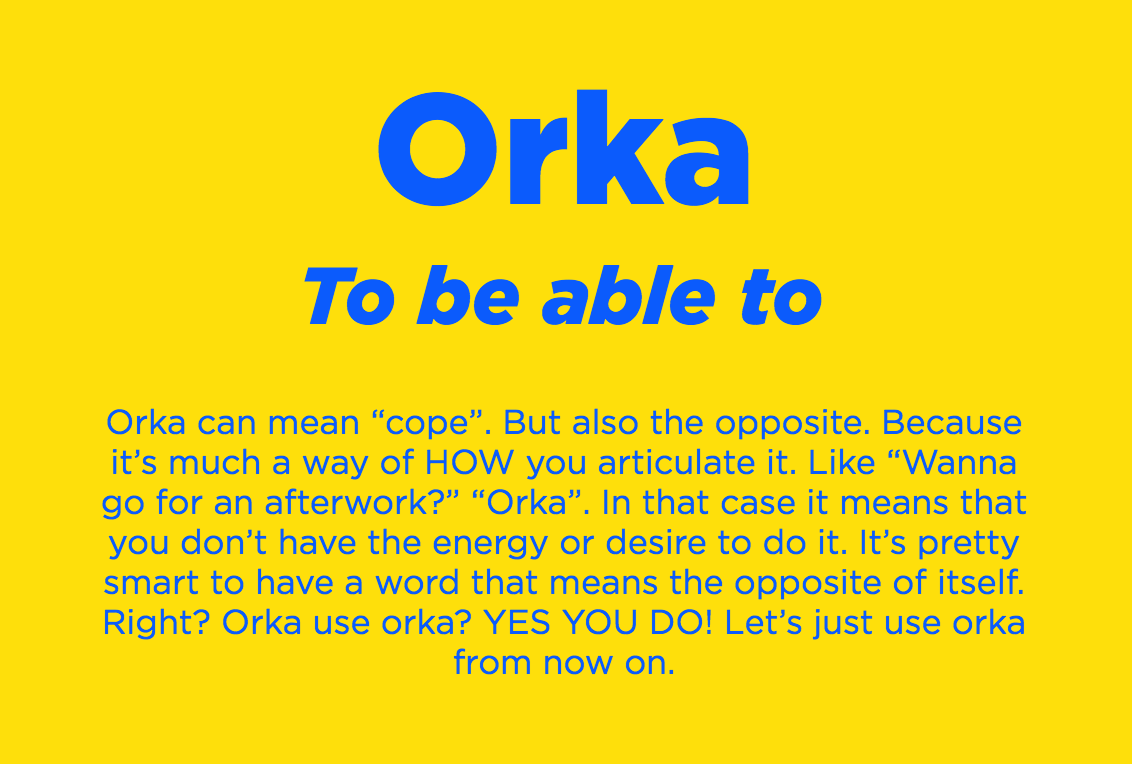 Orka
To be able to
Orka can mean “cope”. But also the opposite. Because
it’s much a way of HOW you articulate it. Like “Wanna
go for an afterwork?” “Orka”. In that case it means that
you don’t have the energy or desire to do it. It’s pretty
smart to have a word that means the opposite of itself.
Right? Orka use orka? YES YOU DO! Let’s just use orka
from now on.